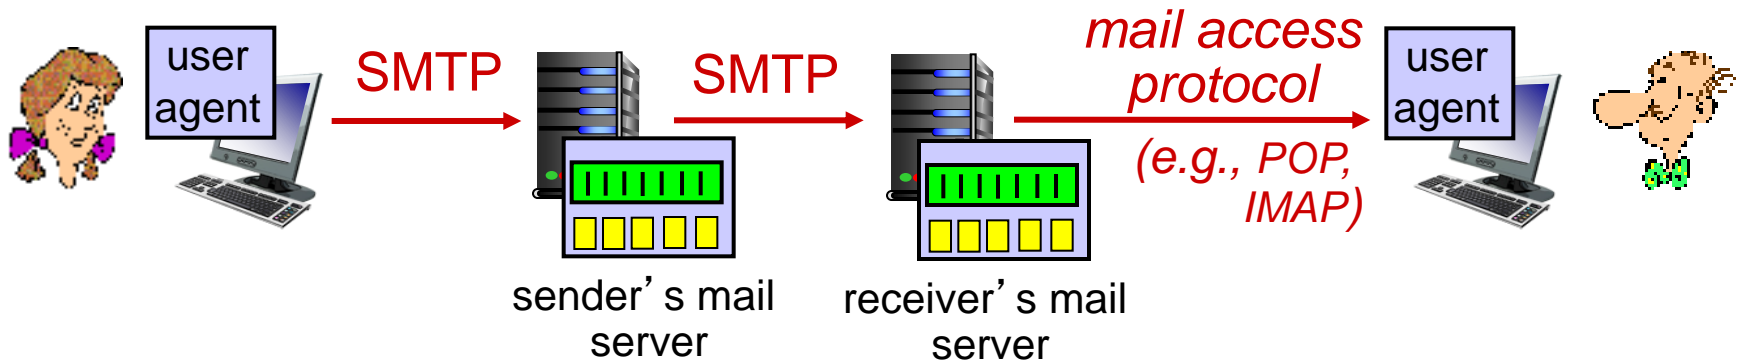 user
agent
SMTP
SMTP
mail access
protocol
(e.g., POP,
IMAP)
user
agent
sender’s mail
server
receiver’s mail
server